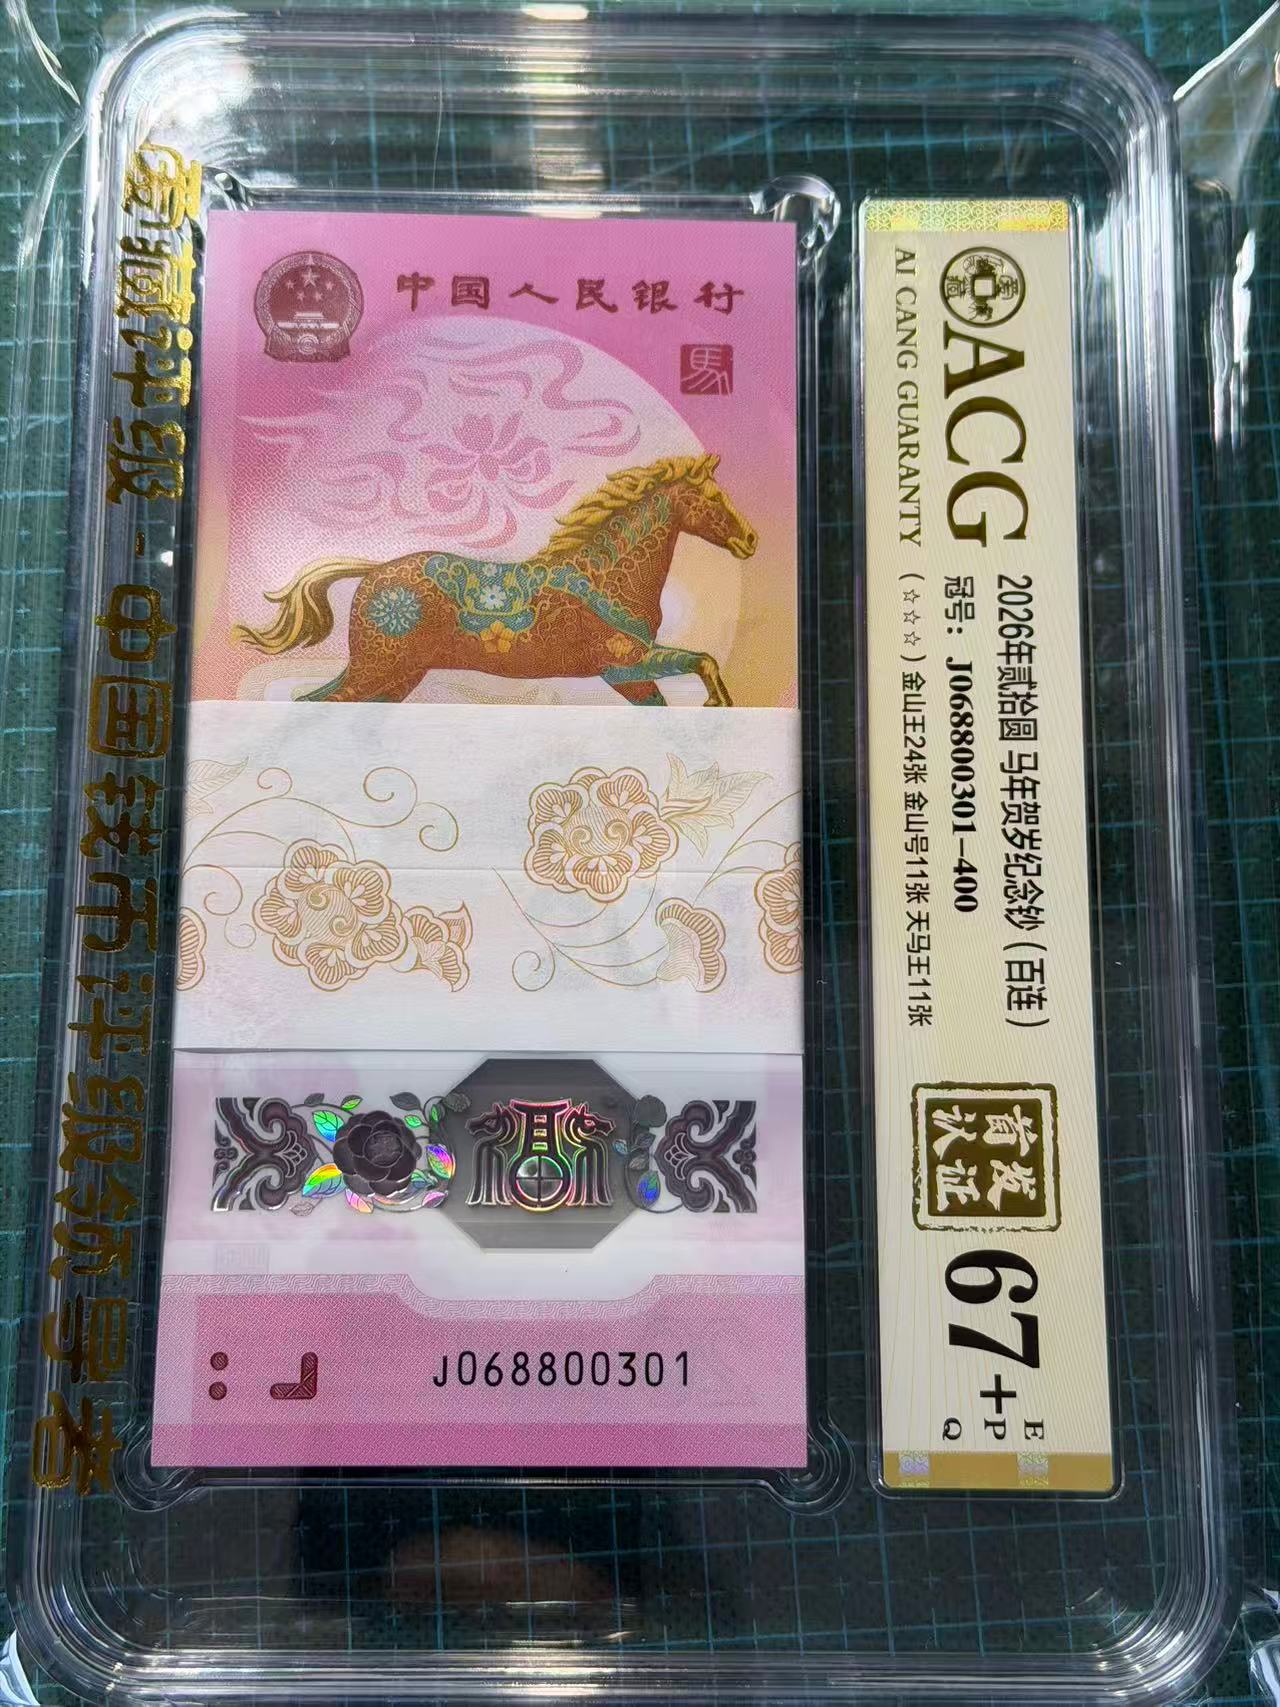 爱藏评级-中国钱币评级领导者
中国人民银行
馬
J068800301
ACG
AI CANG GUARANTY
2026年贰拾圆 马年贺岁纪念钞（百连）
冠号：J068800301-400
（☆☆☆）金山王24张 金山号11张 天马王11张
首发
认证
67+
E
P
Q